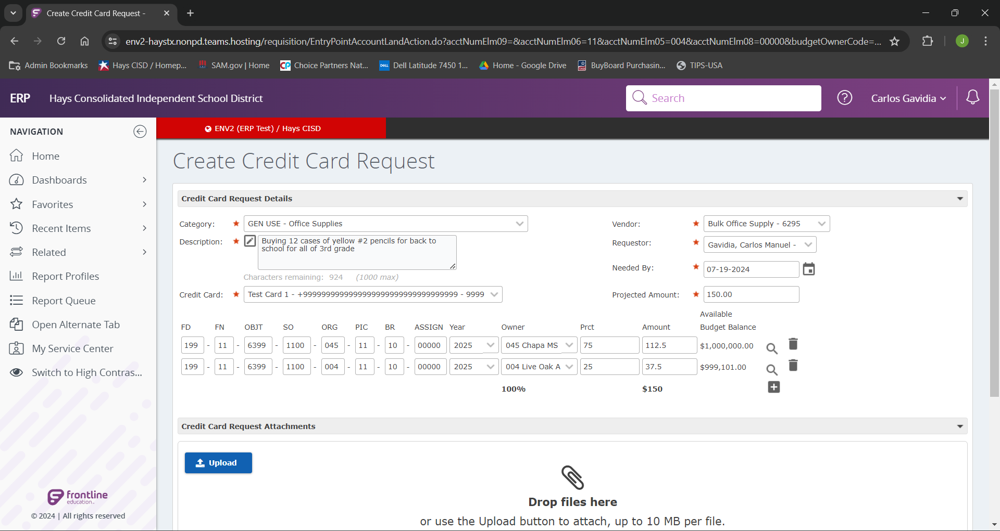 Create Credit Card Request -
env2-haystx.nonpd.teams.hosting/requisition/EntryPointAccountLandAction.do?acctNumElm09=&acctNumElm06=11&acctNumElm05=004&acctNumElm08=00000&budgetOwnerCode=...
J
Admin Bookmarks
Hays CISD / Homep...
SAM.gov | Home
Choice Partners Nat...
Dell Latitude 7450 1...
Home - Google Drive
BuyBoard Purchasin...
TIPS-USA
ERP
Hays Consolidated Independent School District
Search
Carlos Gavidia
NAVIGATION
ENV2 (ERP Test) / Hays CISD
Home
Dashboards
Favorites
Recent Items
Related
Report Profiles
Report Queue
Open Alternate Tab
My Service Center
Switch to High Contras...
frontline
education
© 2024 | All rights reserved
Create Credit Card Request
Credit Card Request Details
Category: GEN USE - Office Supplies
Vendor: Bulk Office Supply - 6295
Description: Buying 12 cases of yellow #2 pencils for back to
school for all of 3rd grade
Requestor: Gavidia, Carlos Manuel -
Needed By: 07-19-2024
Characters remaining: 924 (1000 max)
Credit Card: Test Card 1 - +99999999999999999999999999999999999 - 9999
Projected Amount: 150.00
Available
FD FN OBJT SO ORG PIC BR ASSIGN Year Owner Prct Amount Budget Balance
199 - 11 - 6399 - 1100 - 045 - 11 - 10 - 00000 2025 045 Chapa MS 75 112.5 $1,000,000.00
199 - 11 - 6399 - 1100 - 004 - 11 - 10 - 00000 2025 004 Live Oak A 25 37.5 $999,101.00
100% $150
Credit Card Request Attachments
Upload
Drop files here
or use the Upload button to attach, up to 10 MB per file.